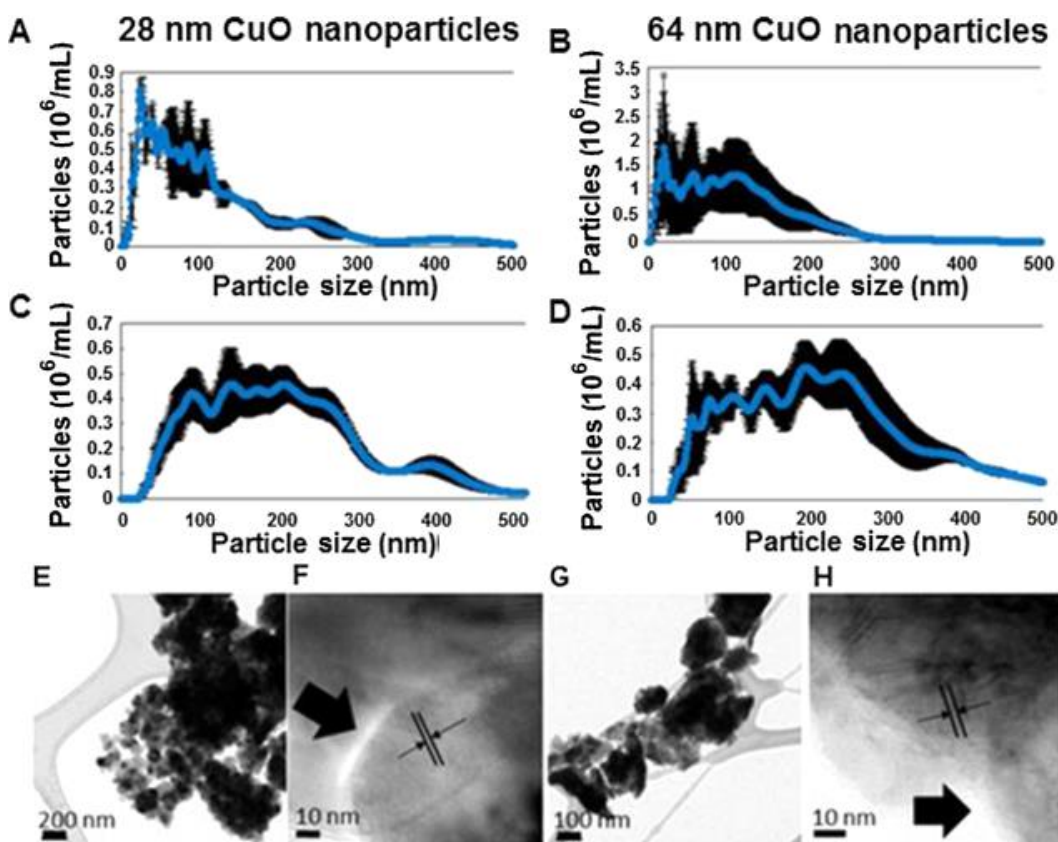 A 28 nm CuO nanoparticles
B 64 nm CuO nanoparticles
Particles (10⁶/mL)
0.9
0.8
0.7
0.6
0.5
0.4
0.3
0.2
0.1
0
0 100 200 300 400 500
Particle size (nm)
Particles (10⁶/mL)
3.5
3
2.5
2
1.5
1
0.5
0
0 100 200 300 400 500
Particle size (nm)
C
Particles (10⁶/mL)
0.7
0.6
0.5
0.4
0.3
0.2
0.1
0
0 100 200 300 400 500
Particle size (nm)
D
Particles (10⁶/mL)
0.6
0.5
0.4
0.3
0.2
0.1
0
0 100 200 300 400 500
Particle size (nm)
E
200 nm
F
10 nm
G
100 nm
H
10 nm